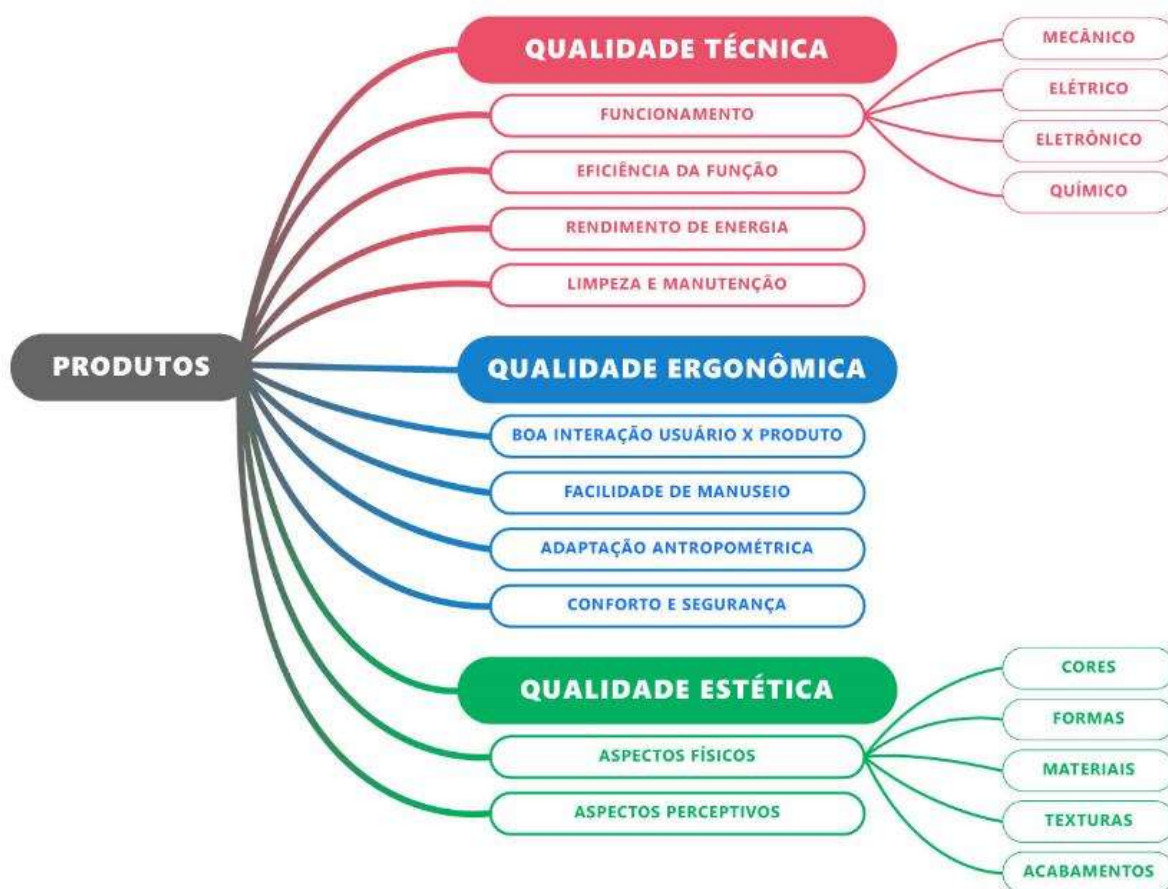 PRODUTOS
QUALIDADE TÉCNICA
FUNCIONAMENTO
MECÂNICO
ELÉTRICO
ELETRÔNICO
QUÍMICO
EFICIÊNCIA DA FUNÇÃO
RENDIMENTO DE ENERGIA
LIMPEZA E MANUTENÇÃO
QUALIDADE ERGONÔMICA
BOA INTERAÇÃO USUÁRIO X PRODUTO
FACILIDADE DE MANUSEIO
ADAPTAÇÃO ANTROPOMÉTRICA
CONFORTO E SEGURANÇA
QUALIDADE ESTÉTICA
ASPECTOS FÍSICOS
CORES
FORMAS
MATERIAIS
TEXTURAS
ACABAMENTOS
ASPECTOS PERCEPTIVOS